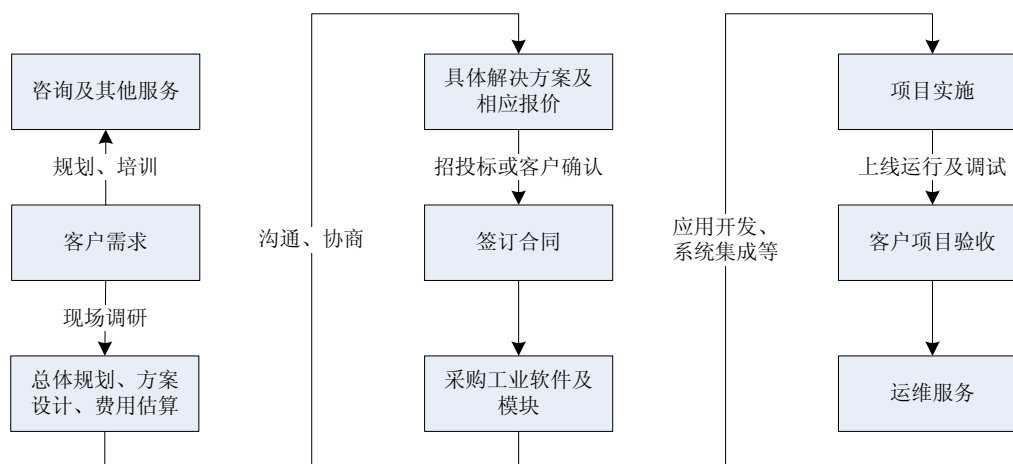 咨询及其他服务
规划、培训
客户需求
现场调研
总体规划、方案
设计、费用估算
沟通、协商
具体解决方案及
相应报价
招投标或客户确认
签订合同
采购工业软件及
模块
应用开发、
系统集成等
项目实施
上线运行及调试
客户项目验收
运维服务